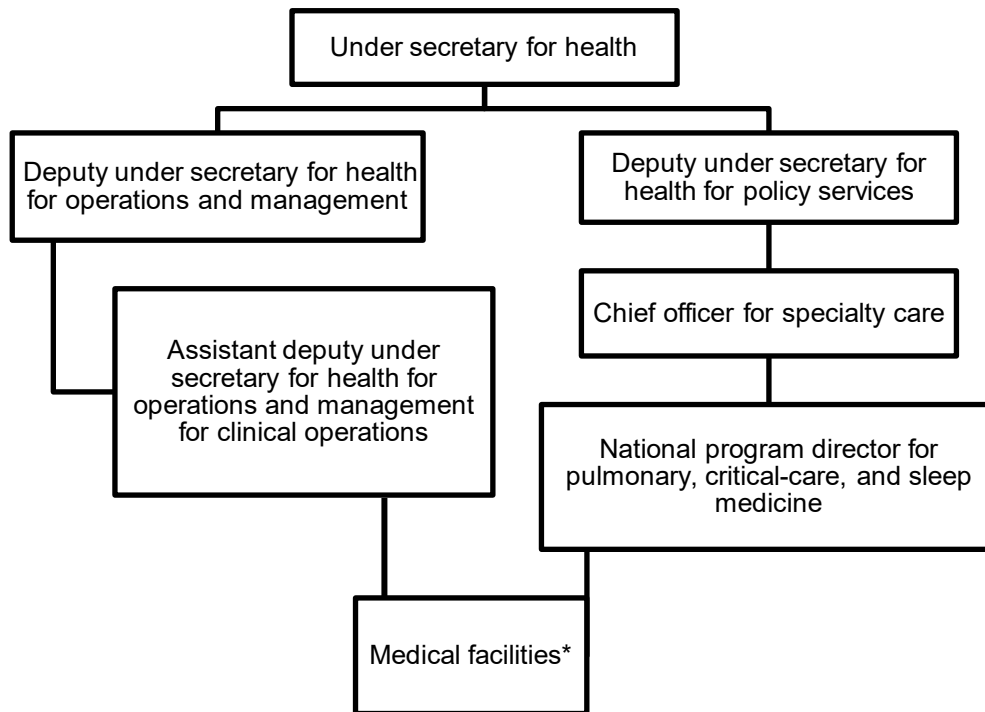 Under secretary for health
Deputy under secretary for health
for operations and management
Deputy under secretary for
health for policy services
Chief officer for specialty care
Assistant deputy under
secretary for health for
operations and management
for clinical operations
National program director for
pulmonary, critical-care, and sleep
medicine
Medical facilities*